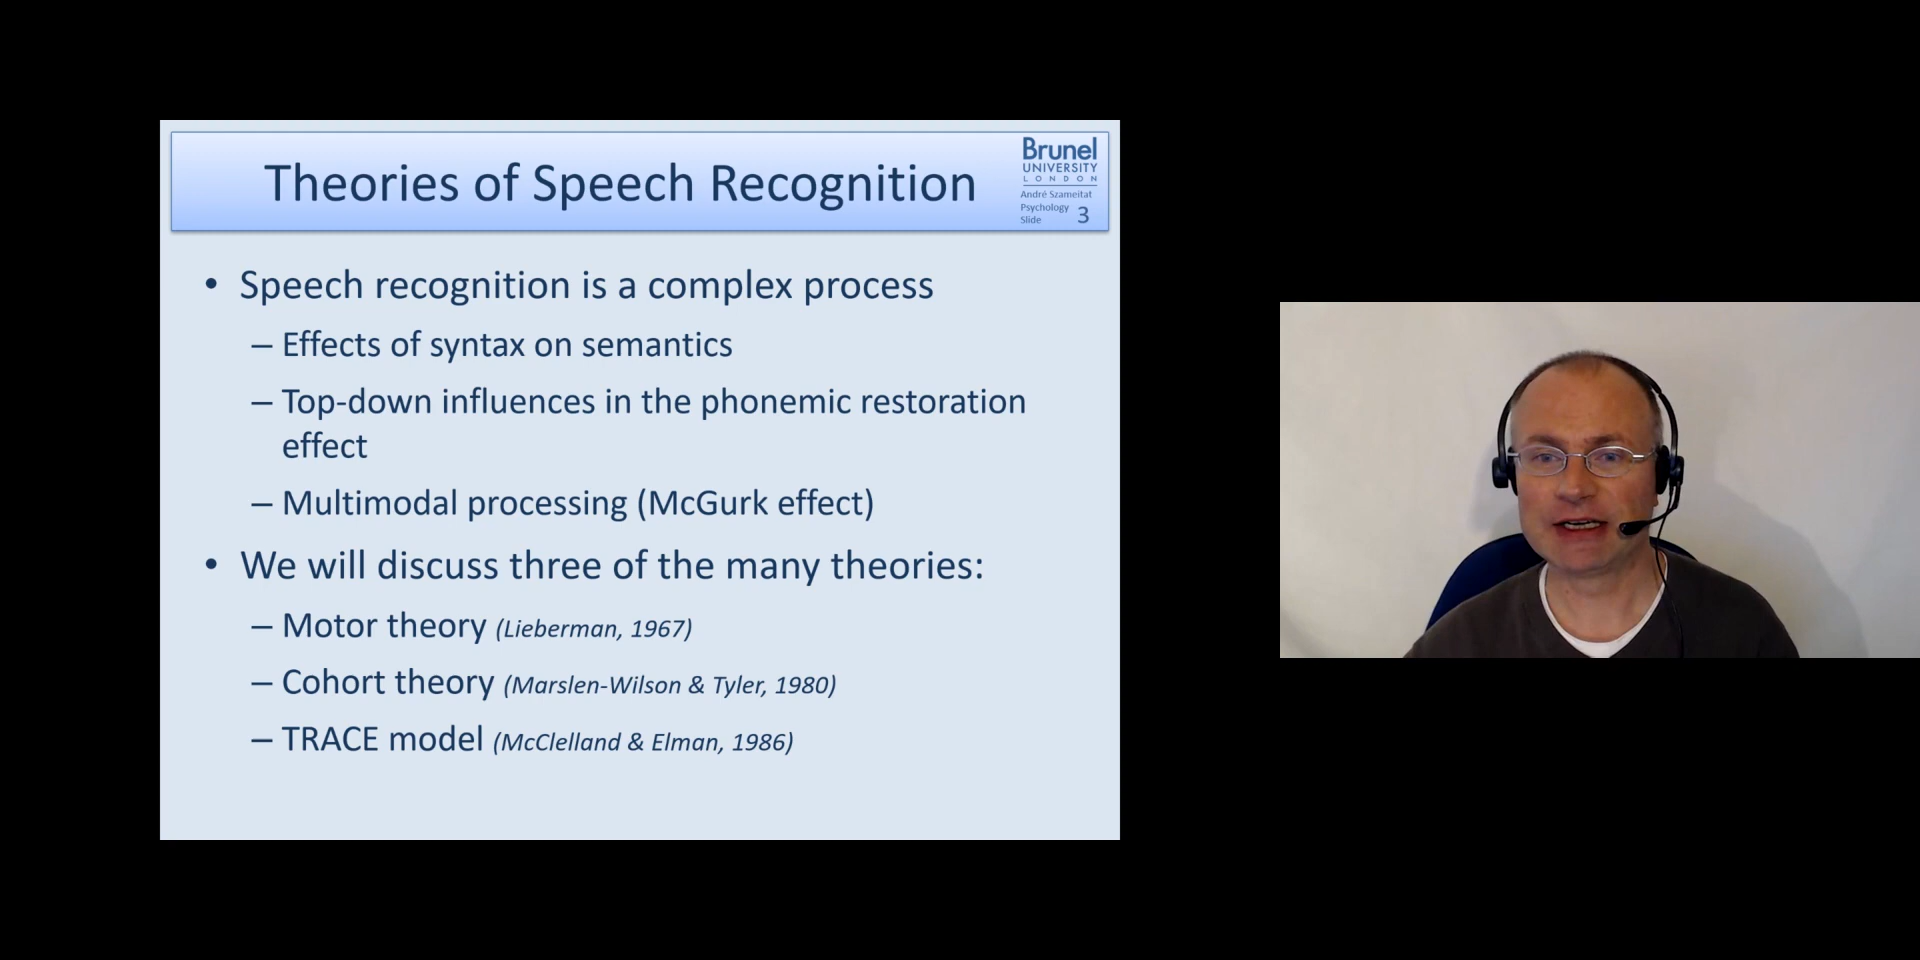 Theories of Speech Recognition
Brunel
UNIVERSITY
LONDON
André Szameitat
Psychology
Slide 3
• Speech recognition is a complex process
– Effects of syntax on semantics
– Top-down influences in the phonemic restoration
effect
– Multimodal processing (McGurk effect)
• We will discuss three of the many theories:
– Motor theory (Lieberman, 1967)
– Cohort theory (Marslen-Wilson & Tyler, 1980)
– TRACE model (McClelland & Elman, 1986)